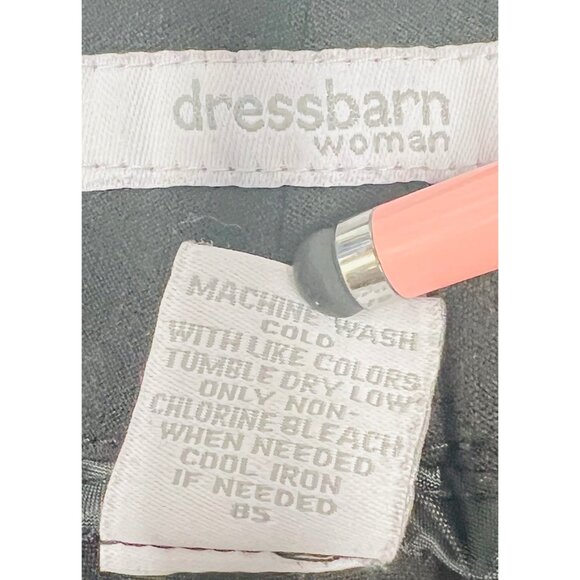 dressbarn
woman
MACHINE WASH
COLD
WITH LIKE COLORS
TUMBLE DRY LOW
ONLY NON-
CHLORINE BLEACH
WHEN NEEDED
COOL IRON
IF NEEDED
85